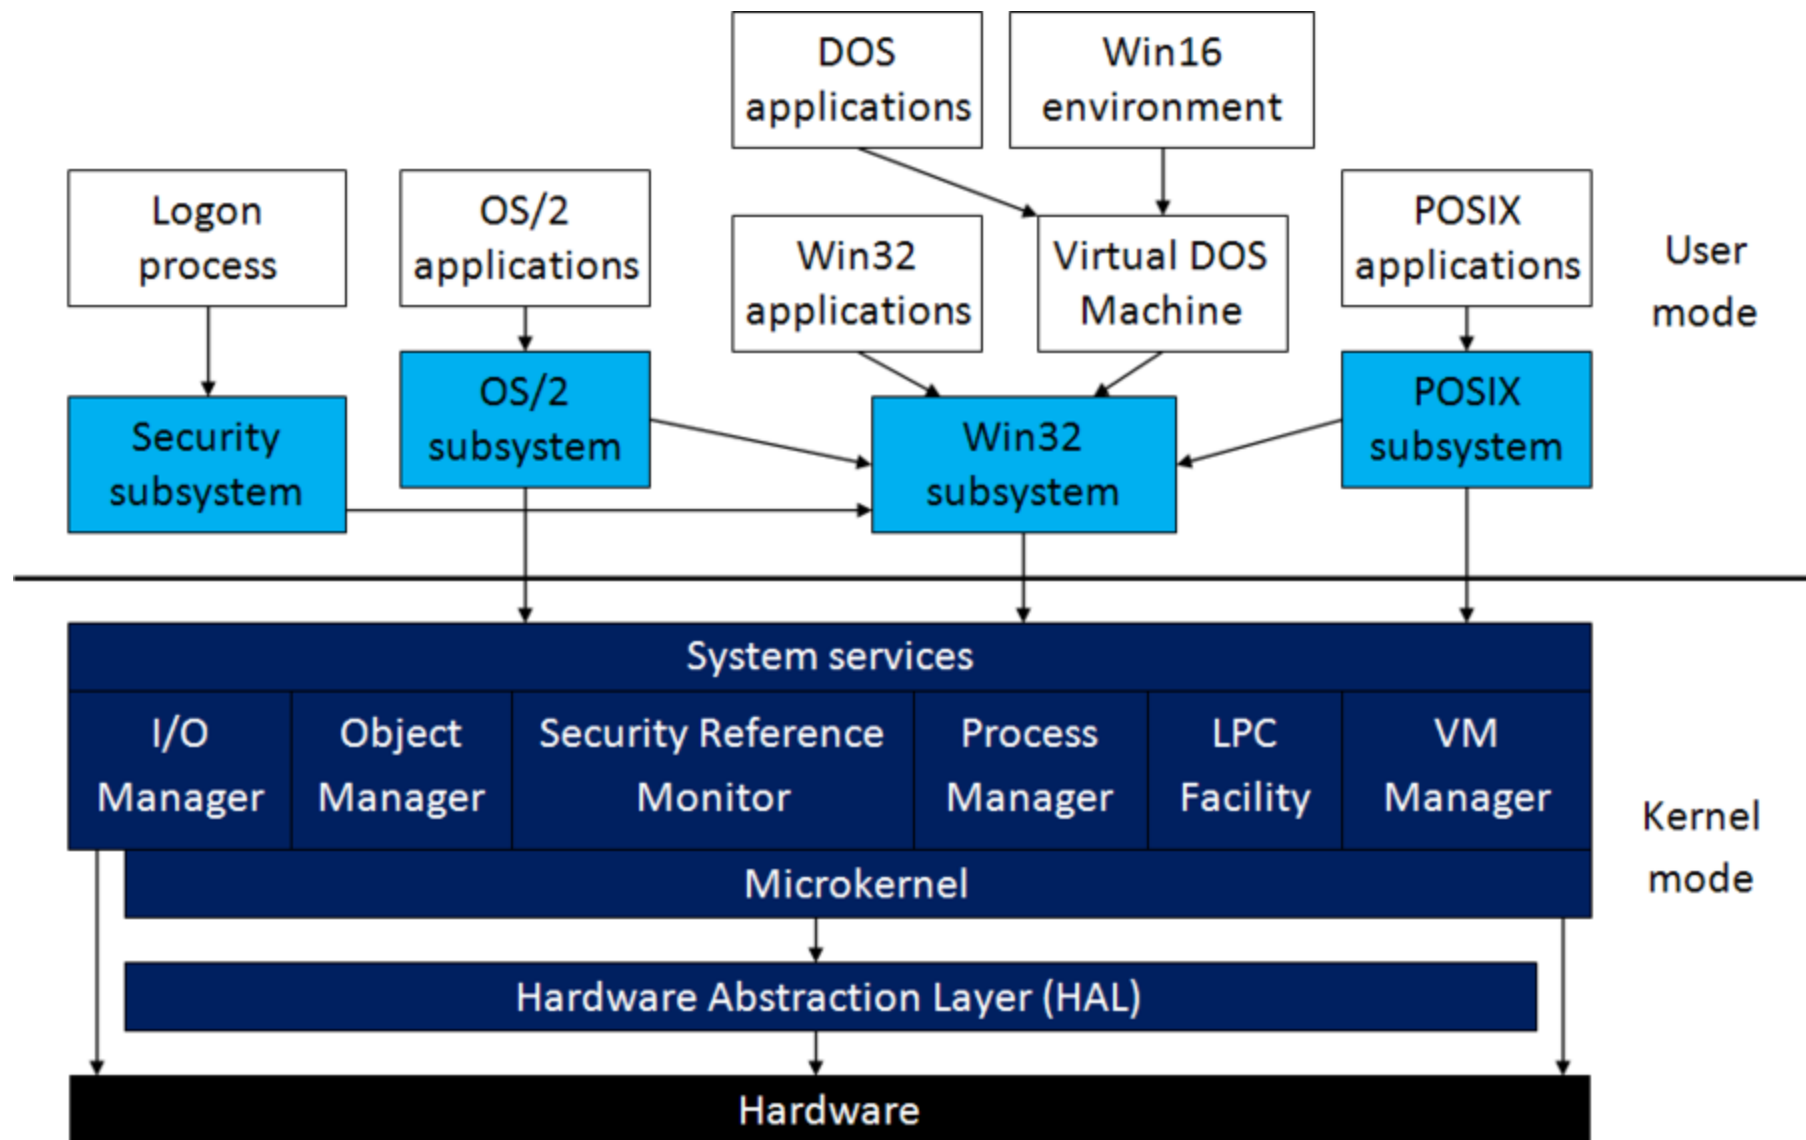 DOS
applications
Win16
environment
Logon
process
OS/2
applications
Win32
applications
Virtual DOS
Machine
POSIX
applications
User
mode
Security
subsystem
OS/2
subsystem
Win32
subsystem
POSIX
subsystem
System services
I/O
Manager
Object
Manager
Security Reference
Monitor
Process
Manager
LPC
Facility
VM
Manager
Kernel
mode
Microkernel
Hardware Abstraction Layer (HAL)
Hardware